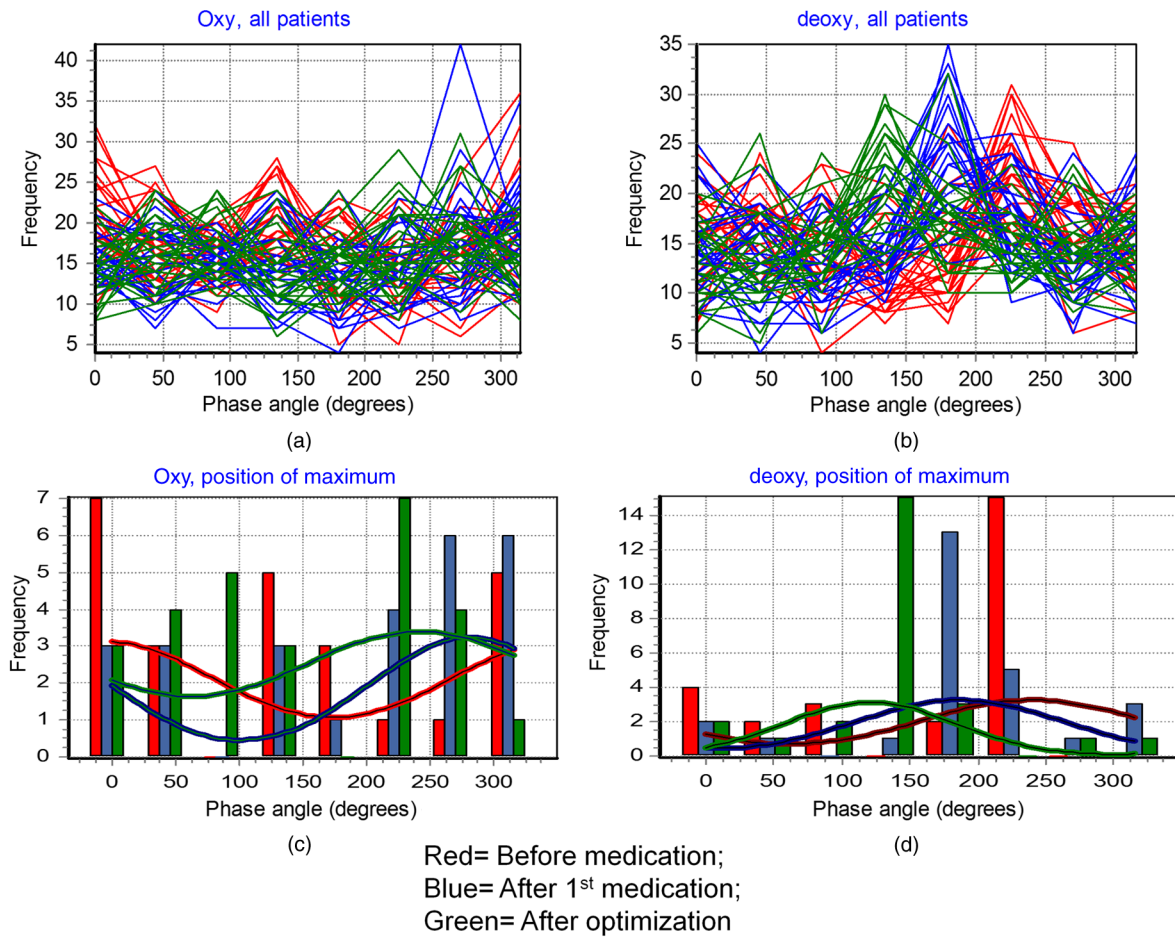 Oxy, all patients
40
35
30
25
20
15
10
5
Frequency
0 50 100 150 200 250 300
Phase angle (degrees)
(a)
deoxy, all patients
35
30
25
20
15
10
5
Frequency
0 50 100 150 200 250 300
Phase angle (degrees)
(b)
Oxy, position of maximum
7
6
5
4
3
2
1
0
Frequency
0 50 100 150 200 250 300
Phase angle (degrees)
(c)
deoxy, position of maximum
14
12
10
8
6
4
2
0
Frequency
0 50 100 150 200 250 300
Phase angle (degrees)
(d)
Red= Before medication;
Blue= After 1st medication;
Green= After optimization